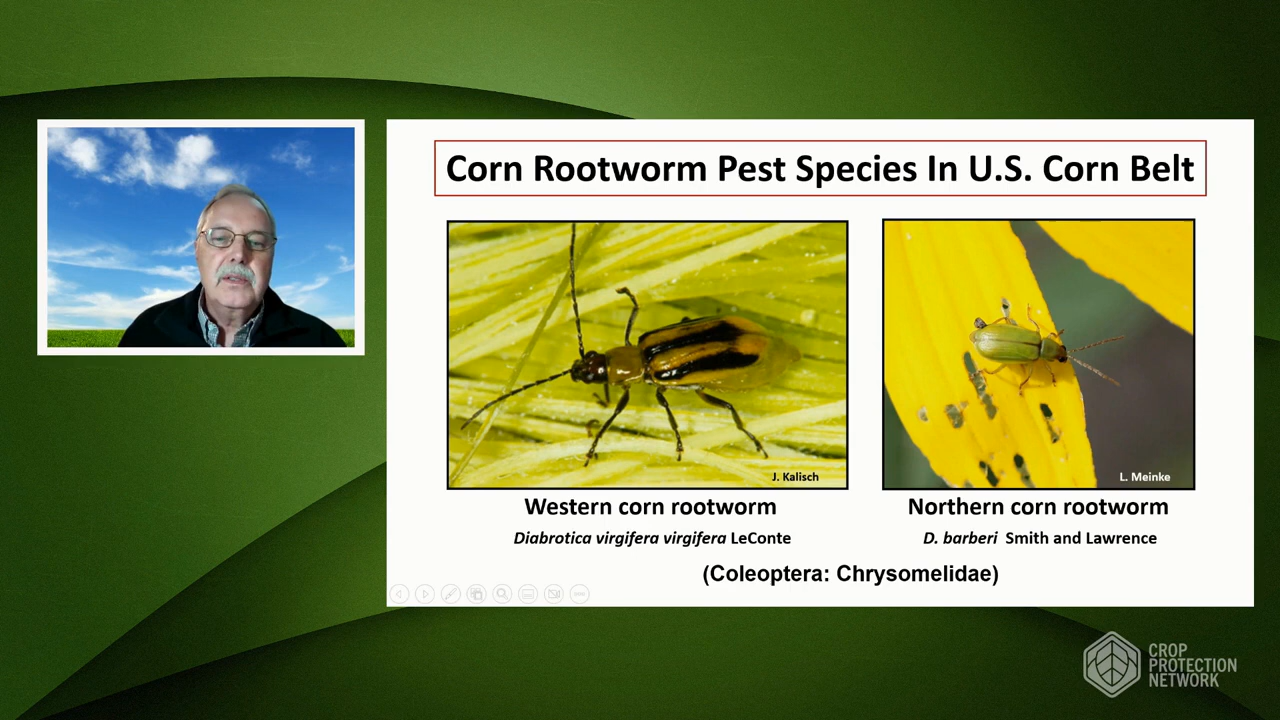 Corn Rootworm Pest Species In U.S. Corn Belt
J. Kalisch
L. Meinke
Western corn rootworm
Northern corn rootworm
Diabrotica virgifera virgifera LeConte
D. barberi Smith and Lawrence
(Coleoptera: Chrysomelidae)
CROP
PROTECTION
NETWORK